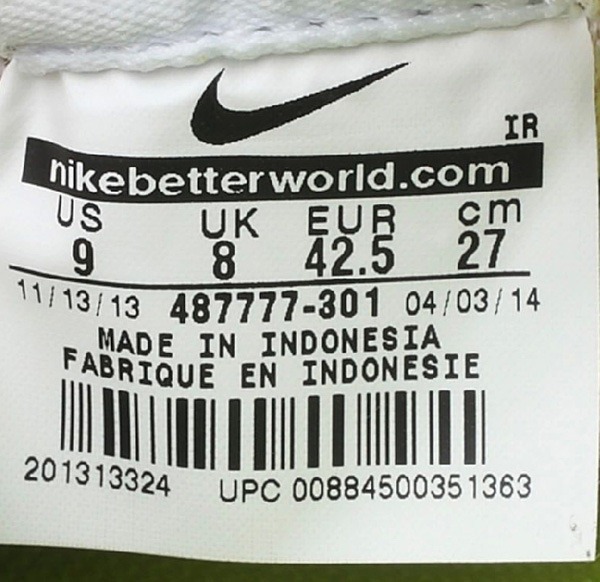 IR
nikebetterworld.com
US UK EUR cm
9 8 42.5 27
11/13/13 487777-301 04/03/14
MADE IN INDONESIA
FABRIQUE EN INDONESIE
201313324 UPC 00884500351363